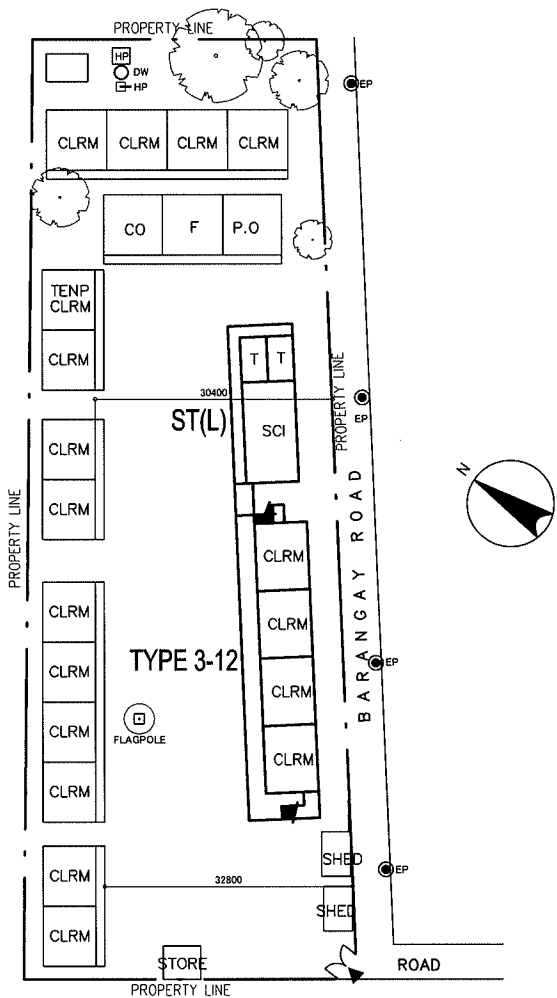 PROPERTY LINE
HP
DW
HP
EP
CLRM
CLRM
CLRM
CLRM
CO
F
P.O
TENP
CLRM
CLRM
T
T
30400
ST(L)
SCI
PROPERTY LINE
EP
CLRM
CLRM
N
PROPERTY LINE
BARANGAY ROAD
CLRM
CLRM
CLRM
CLRM
TYPE 3-12
CLRM
CLRM
CLRM
CLRM
EP
FLAGPOLE
SHED
EP
CLRM
CLRM
32800
SHED
STORE
ROAD
PROPERTY LINE